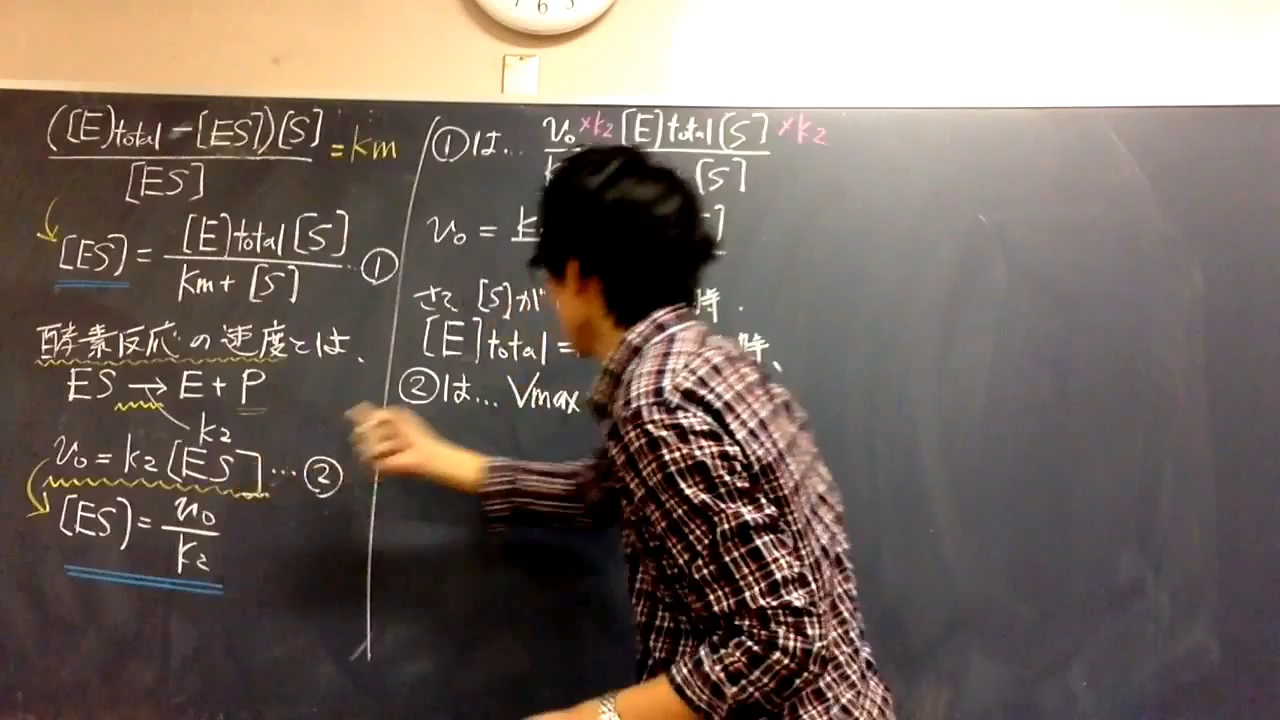 ([E]total-[ES])[S] = km
[ES]
[ES] = [E]total[S] ①
km + [S]
酵素反応の速度とは、
ES → E + P
k2
v0 = k2[ES] … ②
[ES] = v0
k2
①は… v0 ×k2 [E]total[S] ×k2
[S]
v0 =
さて [S]が 時.
[E]total = 時、
②は… Vmax